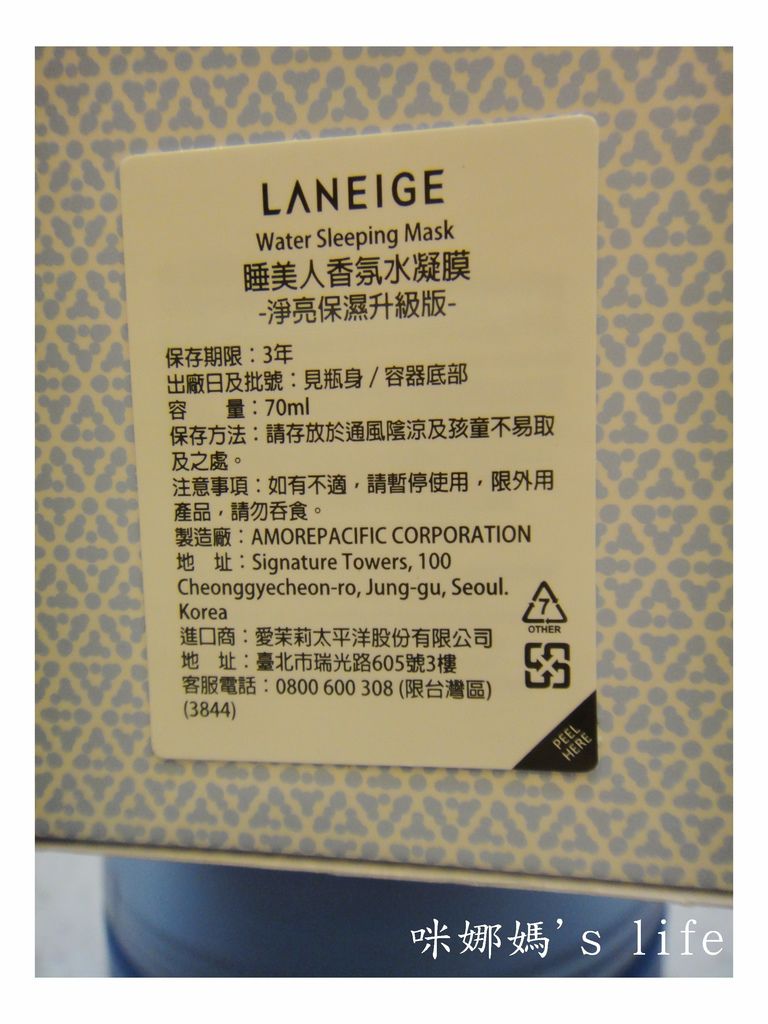 LANEIGE
Water Sleeping Mask
睡美人香氛水凝膜
-淨亮保濕升級版-
保存期限：3年
出廠日及批號：見瓶身 / 容器底部
容　　量：70ml
保存方法：請存放於通風陰涼及孩童不易取
及之處。
注意事項：如有不適，請暫停使用，限外用
產品，請勿吞食。
製造廠：AMOREPACIFIC CORPORATION
地　址：Signature Towers, 100
Cheonggyecheon-ro, Jung-gu, Seoul.
Korea
進口商：愛茉莉太平洋股份有限公司
地　址：臺北市瑞光路605號3樓
客服電話：0800 600 308 (限台灣區)
(3844)
7
OTHER
PEEL
HERE
咪娜媽's life